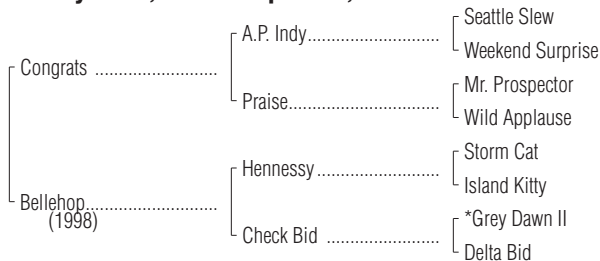 Seattle Slew
A.P. Indy
Weekend Surprise
Congrats
Mr. Prospector
Praise
Wild Applause
Storm Cat
Hennessy
Island Kitty
Bellehop
(1998)
*Grey Dawn II
Check Bid
Delta Bid